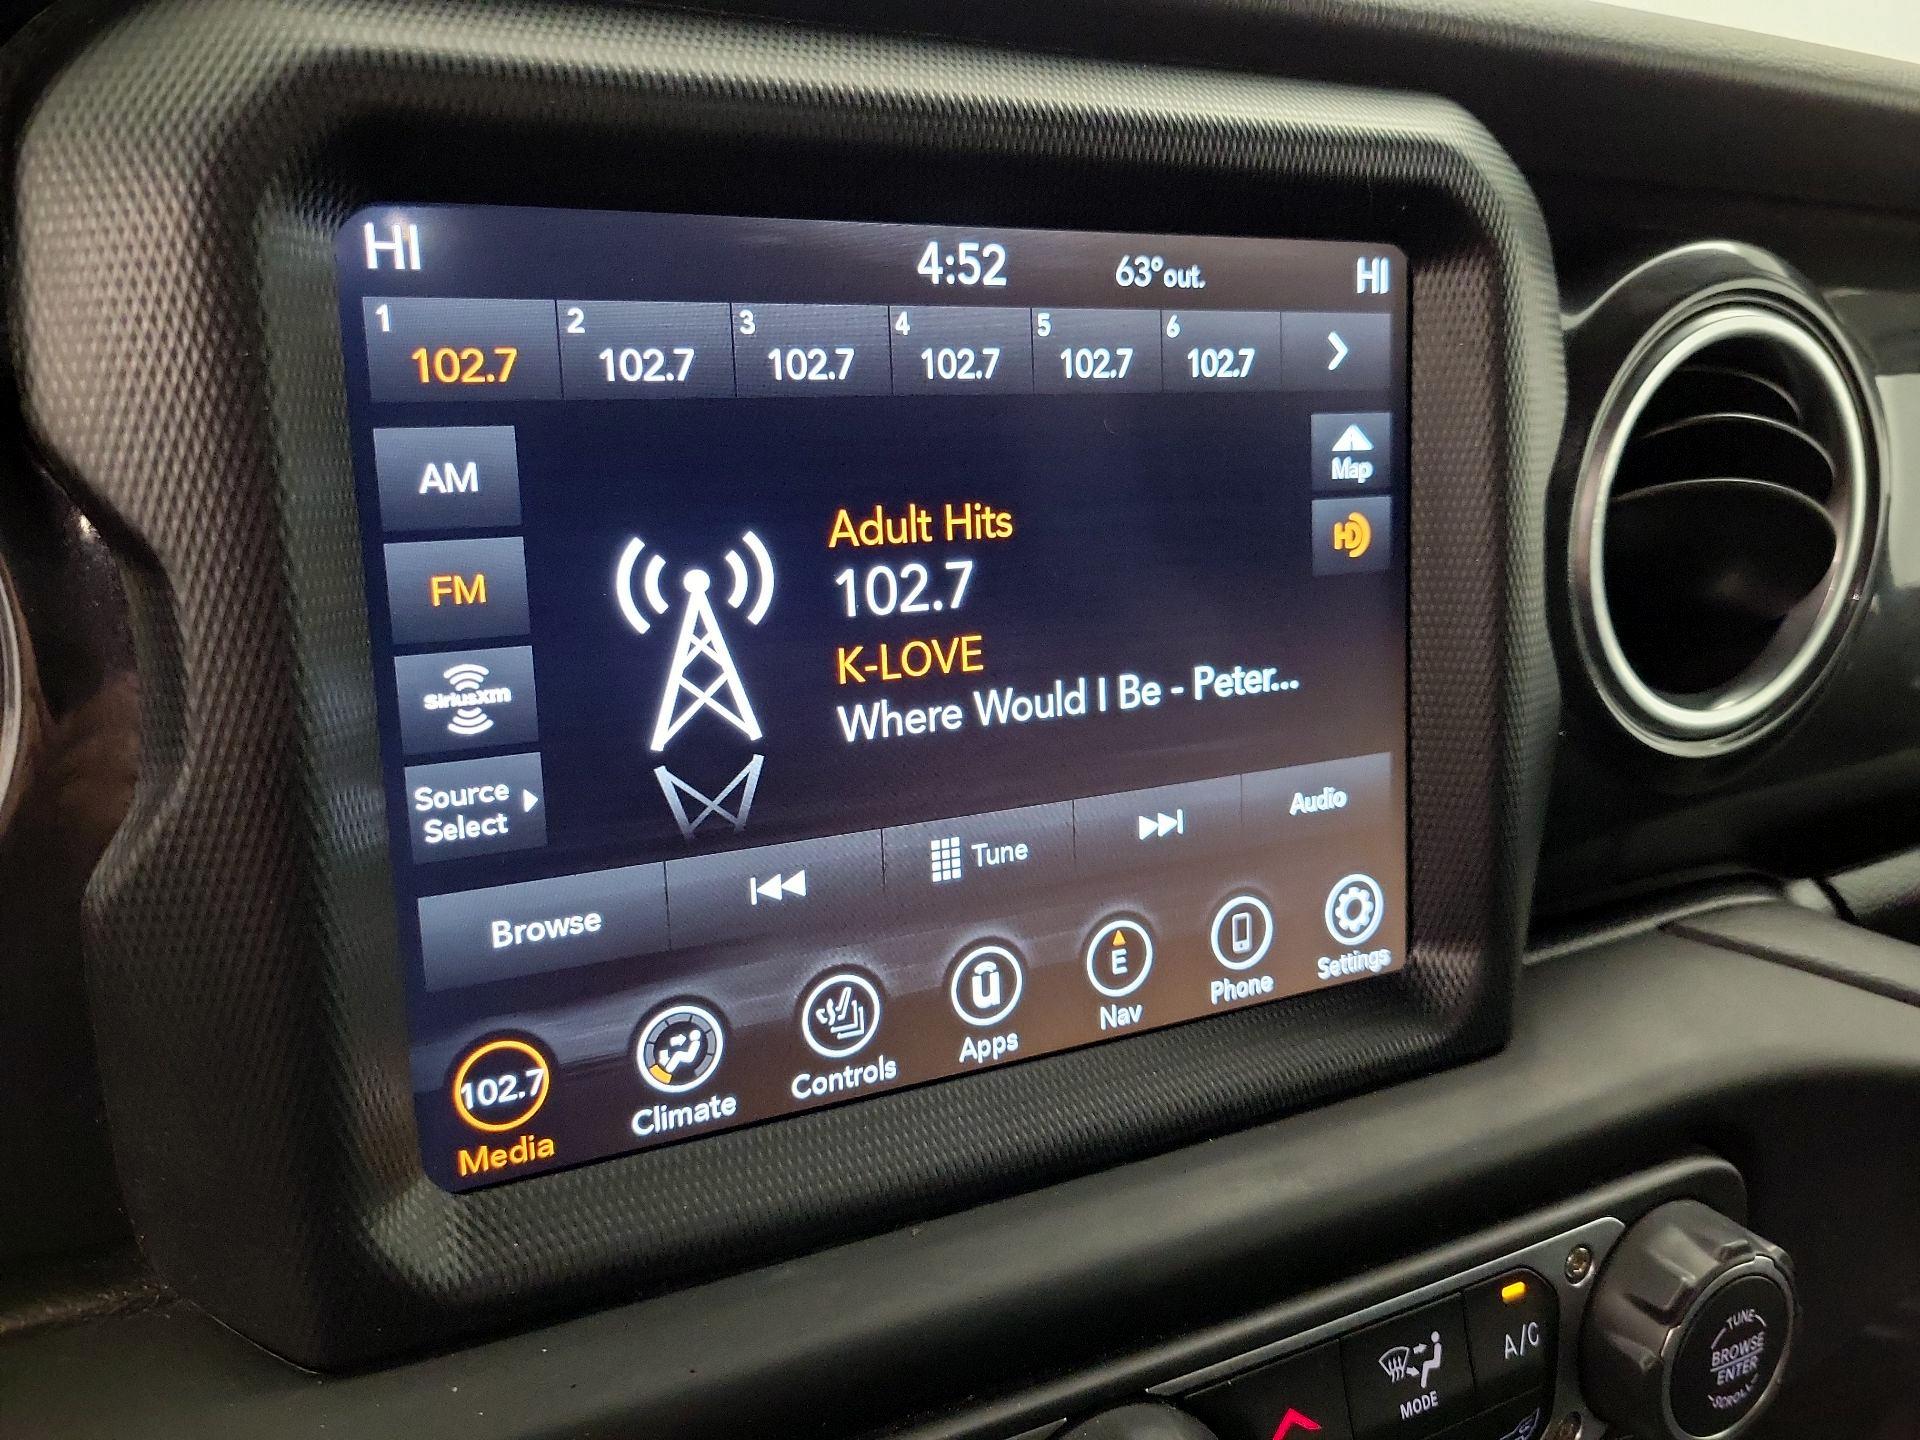 HI 4:52 63° out. HI
1 2 3 4 5 6
102.7 102.7 102.7 102.7 102.7 102.7
AM
Map
FM
HD
Adult Hits
102.7
K-LOVE
Where Would I Be - Peter...
SiriusXm
Source
Select
Browse
Tune
Audio
102.7
Media
Climate
Controls
u
Apps
E
Nav
Phone
Settings
MODE
A/C
TUNE
BROWSE
ENTER
SCROLL